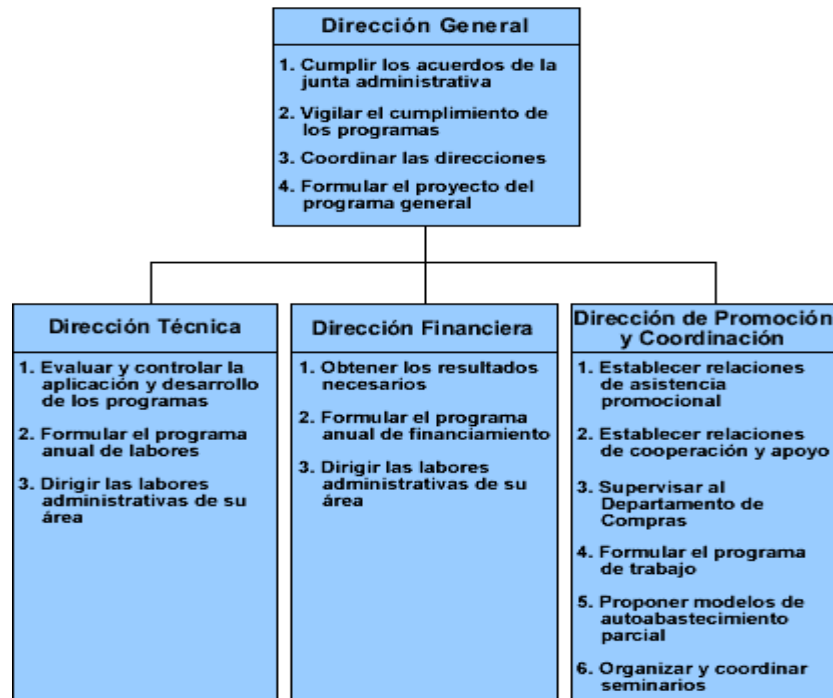 Dirección General
1. Cumplir los acuerdos de la
junta administrativa
2. Vigilar el cumplimiento de
los programas
3. Coordinar las direcciones
4. Formular el proyecto del
programa general
Dirección Técnica
1. Evaluar y controlar la
aplicación y desarrollo
de los programas
2. Formular el programa
anual de labores
3. Dirigir las labores
administrativas de su
área
Dirección Financiera
1. Obtener los resultados
necesarios
2. Formular el programa
anual de financiamiento
3. Dirigir las labores
administrativas de su
área
Dirección de Promoción
y Coordinación
1. Establecer relaciones
de asistencia
promocional
2. Establecer relaciones
de cooperación y apoyo
3. Supervisar al
Departamento de
Compras
4. Formular el programa
de trabajo
5. Proponer modelos de
autoabastecimiento
parcial
6. Organizar y coordinar
seminarios